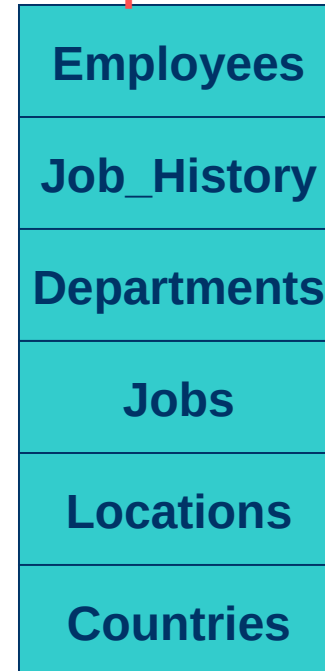 Employees
Job_History
Departments
Jobs
Locations
Countries